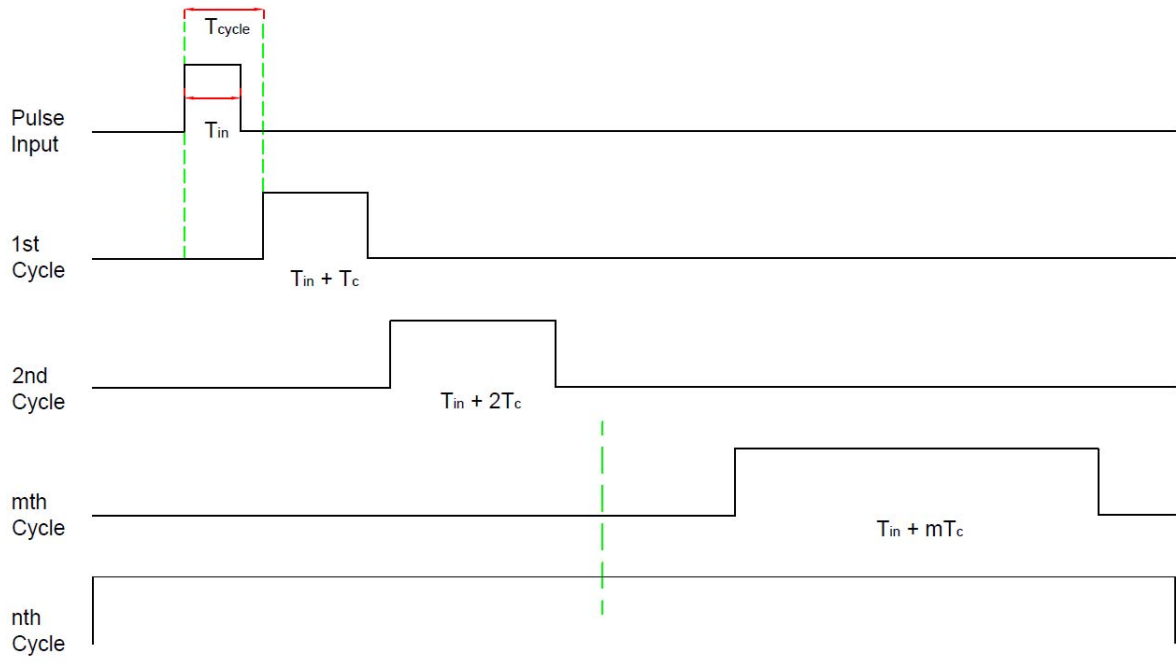 Tcycle
Pulse
Input
Tin
1st
Cycle
Tin + Tc
2nd
Cycle
Tin + 2Tc
mth
Cycle
Tin + mTc
nth
Cycle